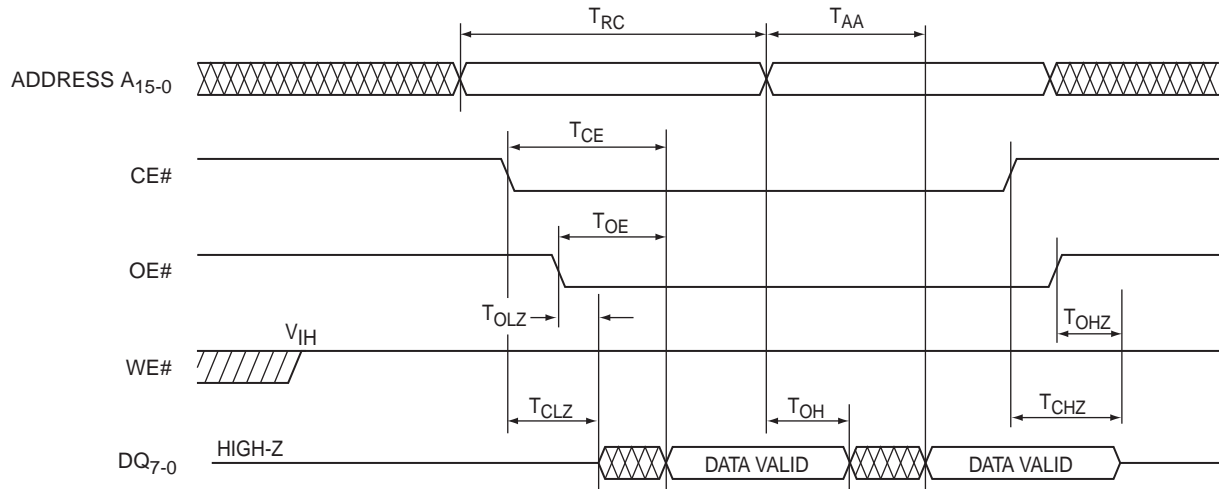 TRC
TAA
ADDRESS A15-0
TCE
CE#
TOE
OE#
TOLZ
TOHZ
VIH
WE#
TCLZ
TOH
TCHZ
HIGH-Z
DQ7-0
DATA VALID
DATA VALID